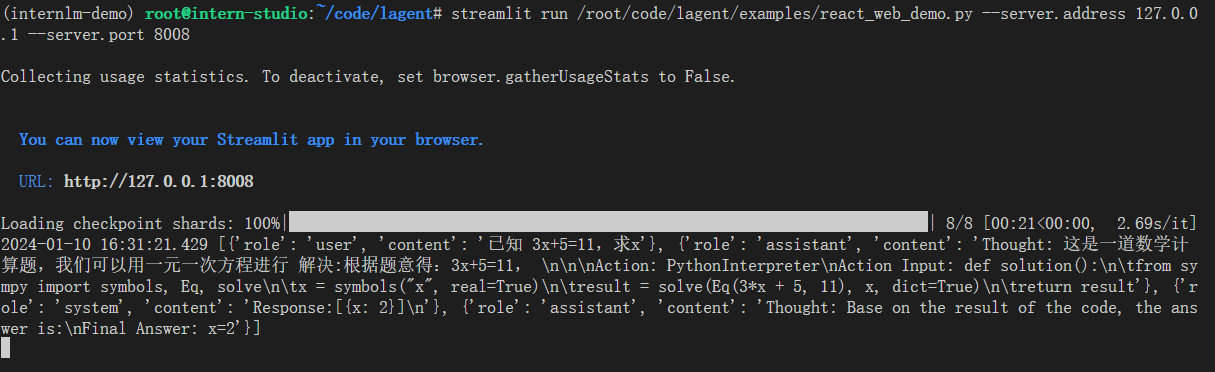 (internlm-demo) root@intern-studio:~/code/lagent# streamlit run /root/code/lagent/examples/react_web_demo.py --server.address 127.0.0
.1 --server.port 8008
Collecting usage statistics. To deactivate, set browser.gatherUsageStats to False.
You can now view your Streamlit app in your browser.
URL: http://127.0.0.1:8008
Loading checkpoint shards: 100%|| 8/8 [00:21<00:00, 2.69s/it]
2024-01-10 16:31:21.429 [{'role': 'user', 'content': '已知 3x+5=11，求x'}, {'role': 'assistant', 'content': 'Thought: 这是一道数学计
算题，我们可以用一元一次方程进行 解决:根据题意得：3x+5=11， \n\n\nAction: PythonInterpreter\nAction Input: def solution():\n\tfrom sy
mpy import symbols, Eq, solve\n\tx = symbols("x", real=True)\n\tresult = solve(Eq(3*x + 5, 11), x, dict=True)\n\treturn result'}, {'r
ole': 'system', 'content': 'Response:[{x: 2}]\n'}, {'role': 'assistant', 'content': 'Thought: Base on the result of the code, the ans
wer is:\nFinal Answer: x=2'}]